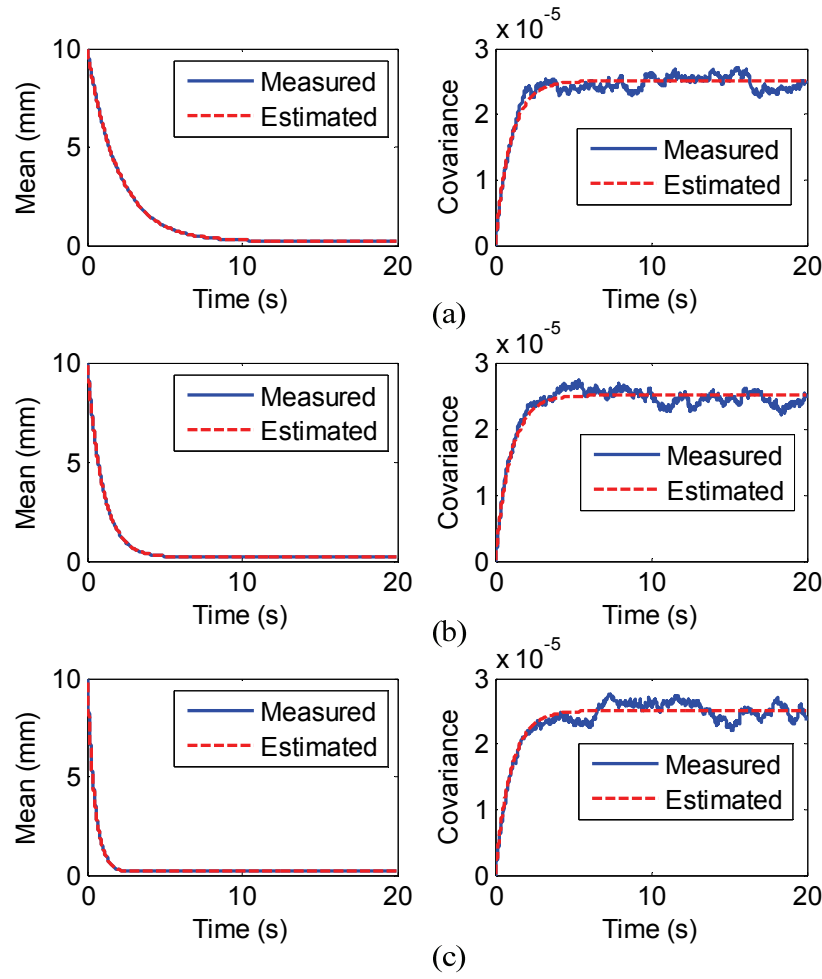 x 10-5
Mean (mm)
10
5
0
0
10
20
Time (s)
Measured
Estimated
Covariance
3
2
1
0
0
10
20
Time (s)
Measured
Estimated
(a)
x 10-5
Mean (mm)
10
5
0
0
10
20
Time (s)
Measured
Estimated
Covariance
3
2
1
0
0
10
20
Time (s)
Measured
Estimated
(b)
x 10-5
Mean (mm)
10
5
0
0
10
20
Time (s)
Measured
Estimated
Covariance
3
2
1
0
0
10
20
Time (s)
Measured
Estimated
(c)